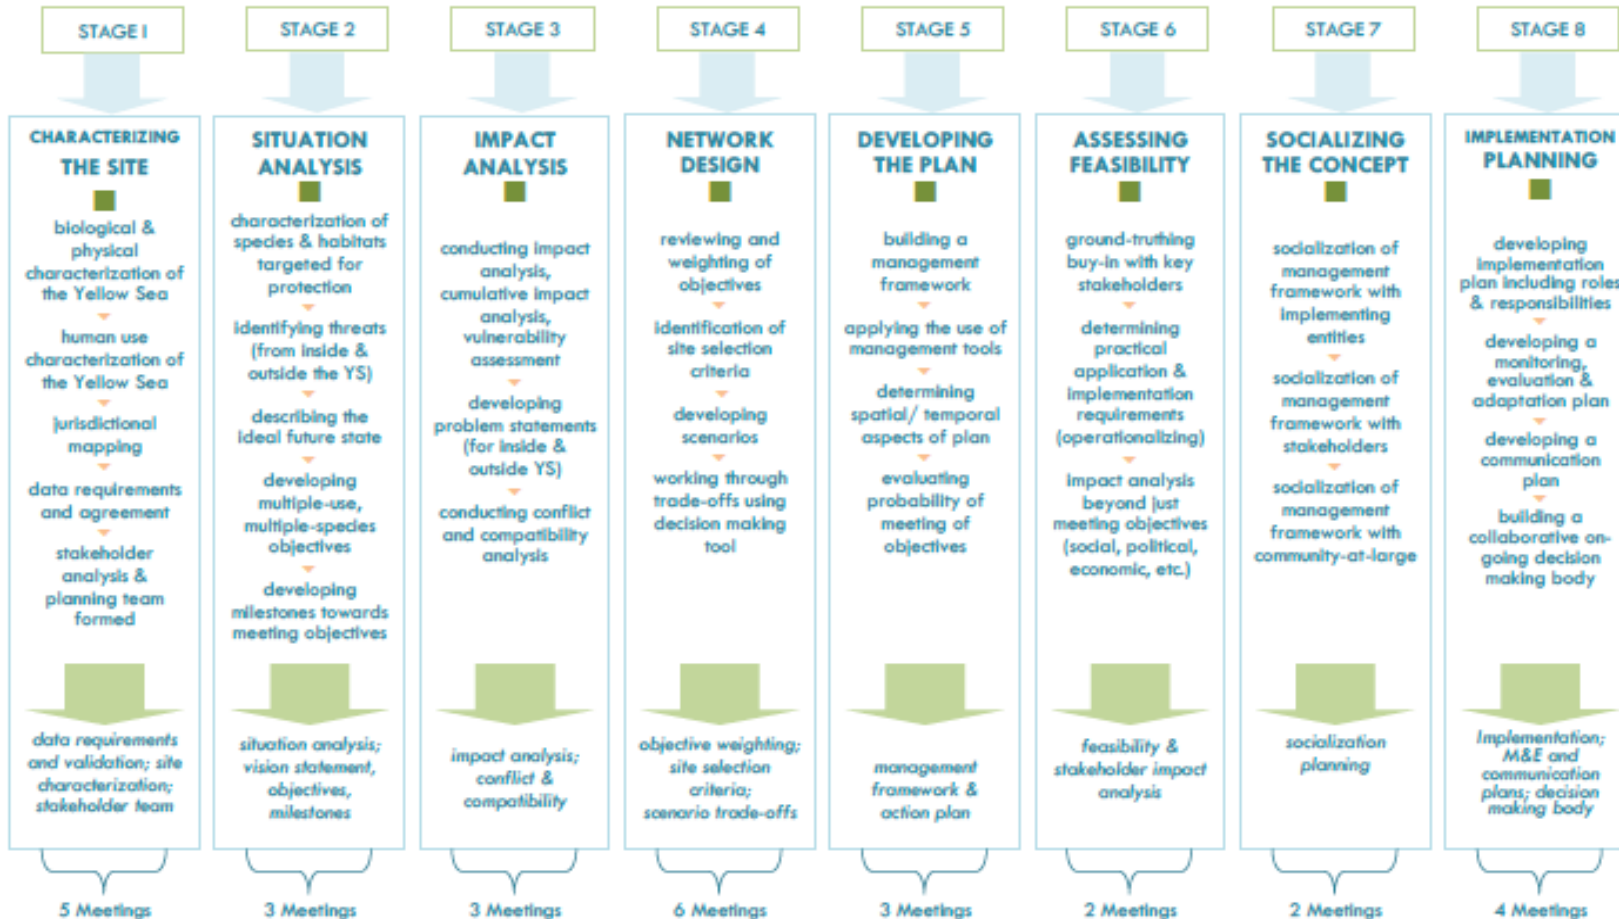 STAGE 1
CHARACTERIZING
THE SITE
biological &
physical
characterization of
the Yellow Sea
human use
characterization of
the Yellow Sea
jurisdictional
mapping
data requirements
and agreement
stakeholder
analysis &
planning team
formed
data requirements
and validation; site
characterization;
stakeholder team
5 Meetings
STAGE 2
SITUATION
ANALYSIS
characterization of
species & habitats
targeted for
protection
identifying threats
(from inside &
outside the YS)
describing the
ideal future state
developing
multiple-use,
multiple-species
objectives
developing
milestones towards
meeting objectives
situation analysis;
vision statement,
objectives,
milestones
3 Meetings
STAGE 3
IMPACT
ANALYSIS
conducting impact
analysis,
cumulative impact
analysis,
vulnerability
assessment
developing
problem statements
(for inside &
outside YS)
conducting conflict
and compatibility
analysis
impact analysis;
conflict &
compatibility
3 Meetings
STAGE 4
NETWORK
DESIGN
reviewing and
weighting of
objectives
identification of
site selection
criteria
developing
scenarios
working through
trade-offs using
decision making
tool
objective weighting;
site selection
criteria;
scenario trade-offs
6 Meetings
STAGE 5
DEVELOPING
THE PLAN
building a
management
framework
applying the use of
management tools
determining
spatial/ temporal
aspects of plan
evaluating
probability of
meeting of
objectives
management
framework &
action plan
3 Meetings
STAGE 6
ASSESSING
FEASIBILITY
ground-truthing
buy-in with key
stakeholders
determining
practical
application &
implementation
requirements
(operationalizing)
impact analysis
beyond just
meeting objectives
(social, political,
economic, etc.)
feasibility &
stakeholder impact
analysis
2 Meetings
STAGE 7
SOCIALIZING
THE CONCEPT
socialization of
management
framework with
implementing
entities
socialization of
management
framework with
stakeholders
socialization of
management
framework with
community-at-large
socialization
planning
2 Meetings
STAGE 8
IMPLEMENTATION
PLANNING
developing
implementation
plan including roles
& responsibilities
developing a
monitoring,
evaluation &
adaptation plan
developing a
communication
plan
building a
collaborative on-
going decision
making body
Implementation;
M&E and
communication
plans; decision
making body
4 Meetings